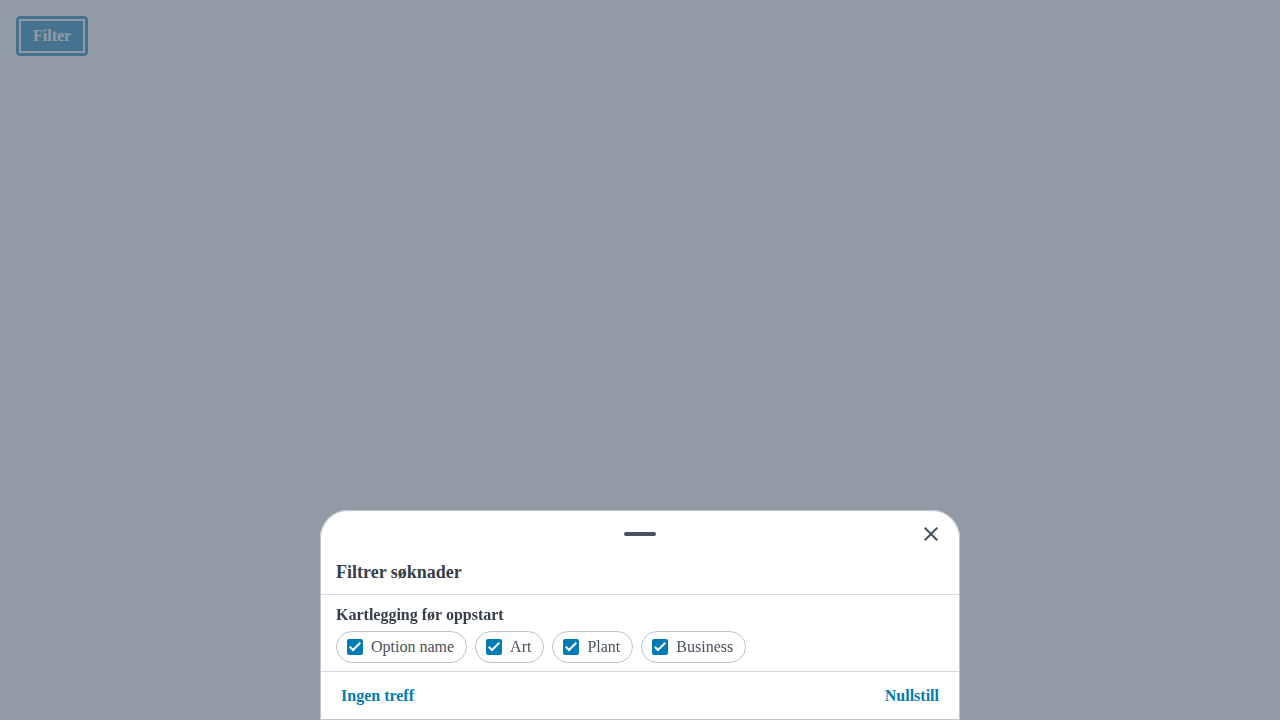 Filter
Filtrer søknader
Kartlegging før oppstart
Option name Art Plant Business
Ingen treff Nullstill